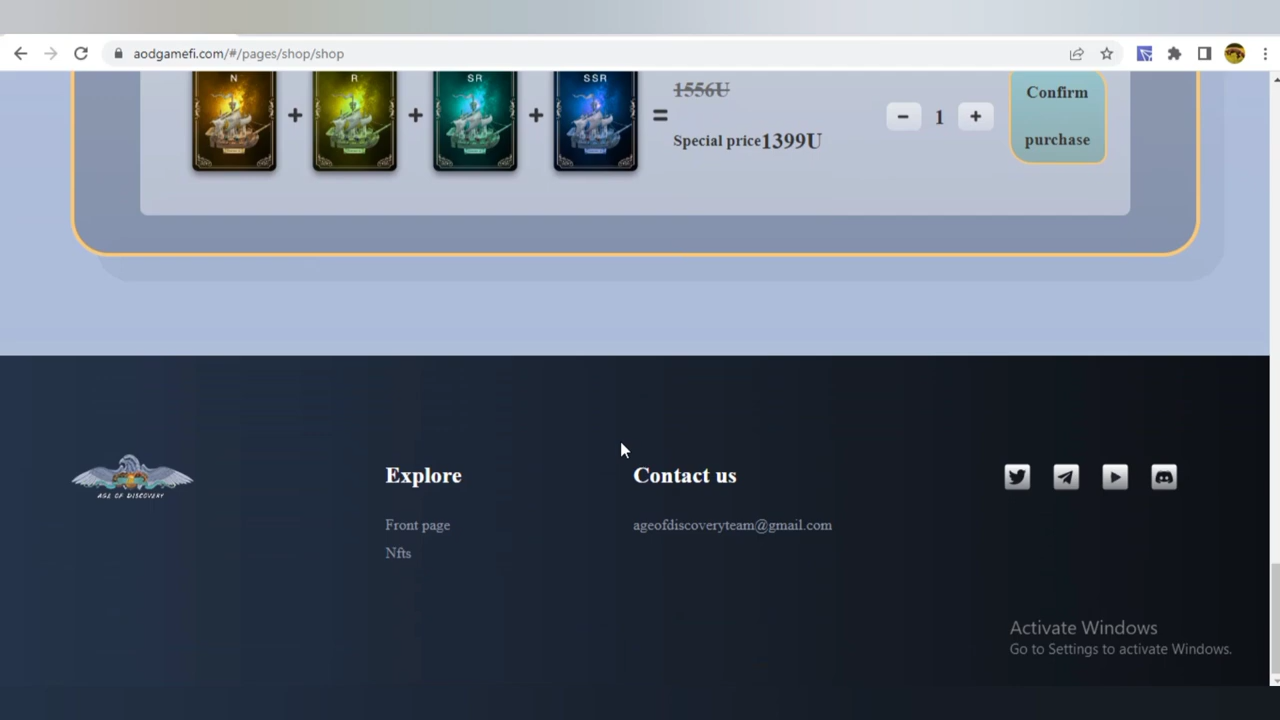 aodgamefi.com/#/pages/shop/shop
N
R
SR
SSR
+
+
+
=
1556U
Special price1399U
− 1 +
Confirm
purchase
AGE OF DISCOVERY
Explore
Front page
Nfts
Contact us
ageofdiscoveryteam@gmail.com
Activate Windows
Go to Settings to activate Windows.